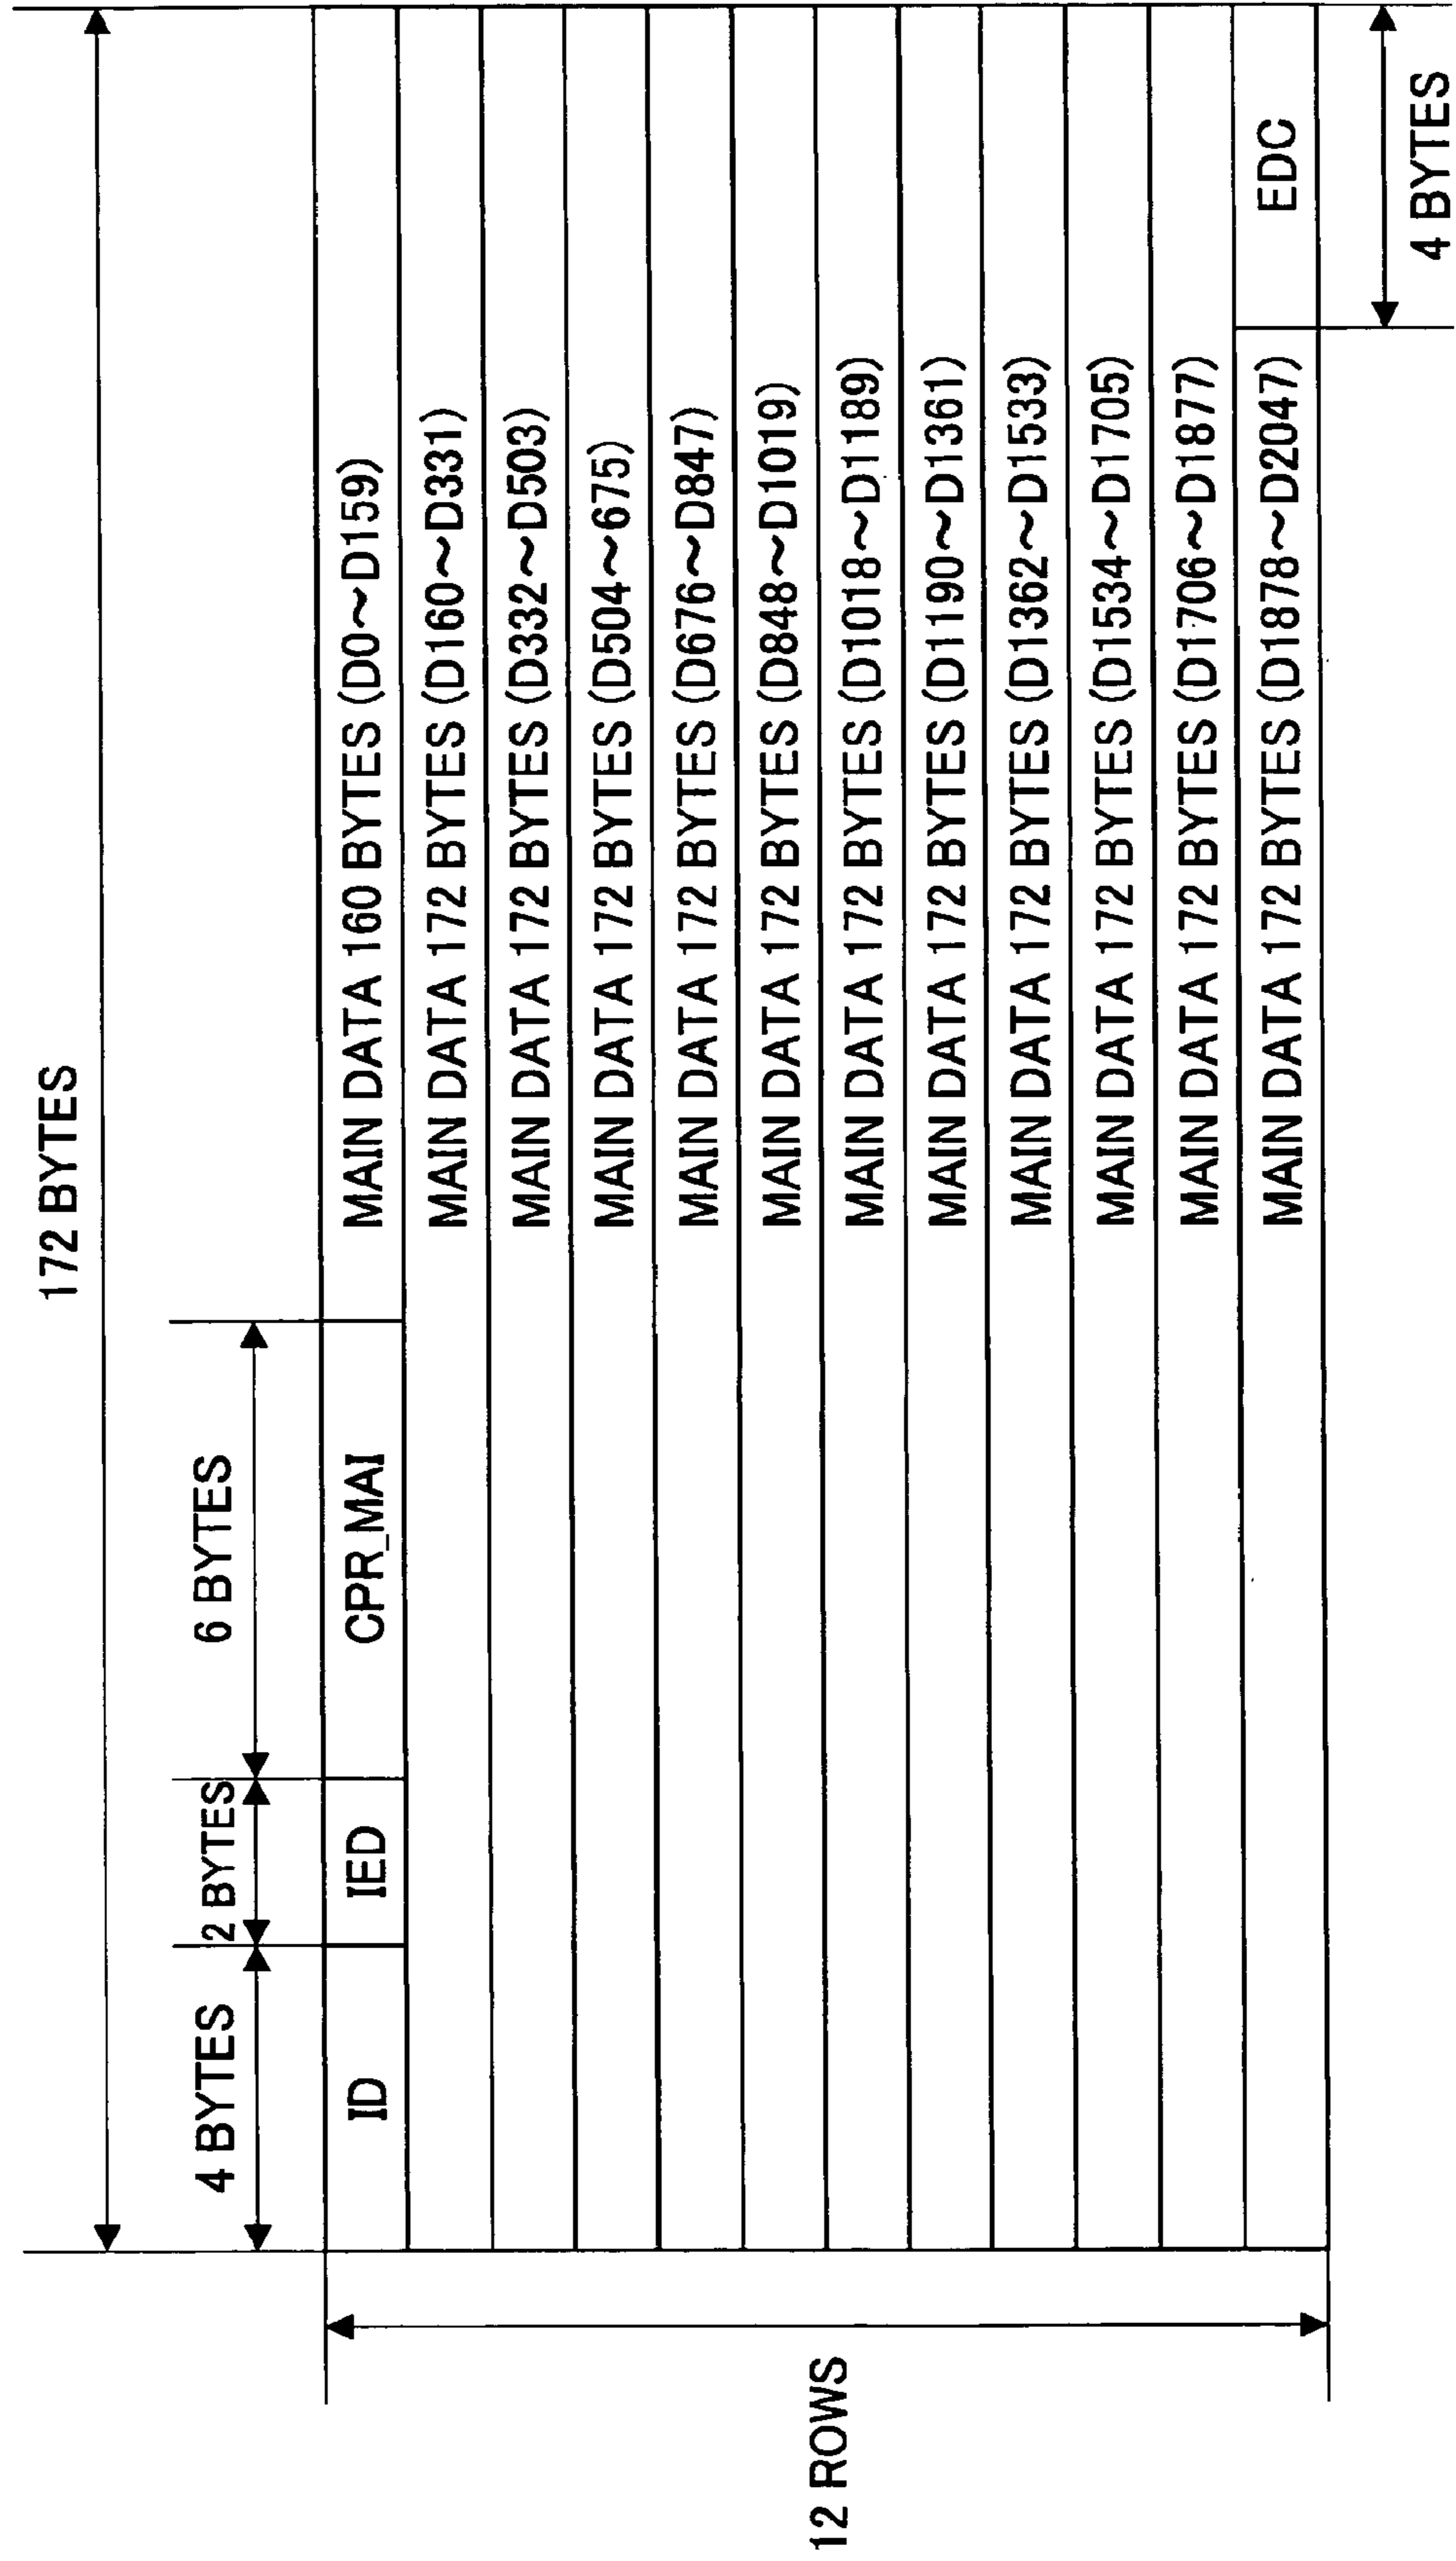 172 BYTES
4 BYTES
2 BYTES
6 BYTES
ID
IED
CPR_MAI
MAIN DATA 160 BYTES (D0~D159)
MAIN DATA 172 BYTES (D160~D331)
MAIN DATA 172 BYTES (D332~D503)
MAIN DATA 172 BYTES (D504~675)
MAIN DATA 172 BYTES (D676~D847)
MAIN DATA 172 BYTES (D848~D1019)
MAIN DATA 172 BYTES (D1018~D1189)
MAIN DATA 172 BYTES (D1190~D1361)
MAIN DATA 172 BYTES (D1362~D1533)
MAIN DATA 172 BYTES (D1534~D1705)
MAIN DATA 172 BYTES (D1706~D1877)
MAIN DATA 172 BYTES (D1878~D2047)
EDC
12 ROWS
4 BYTES